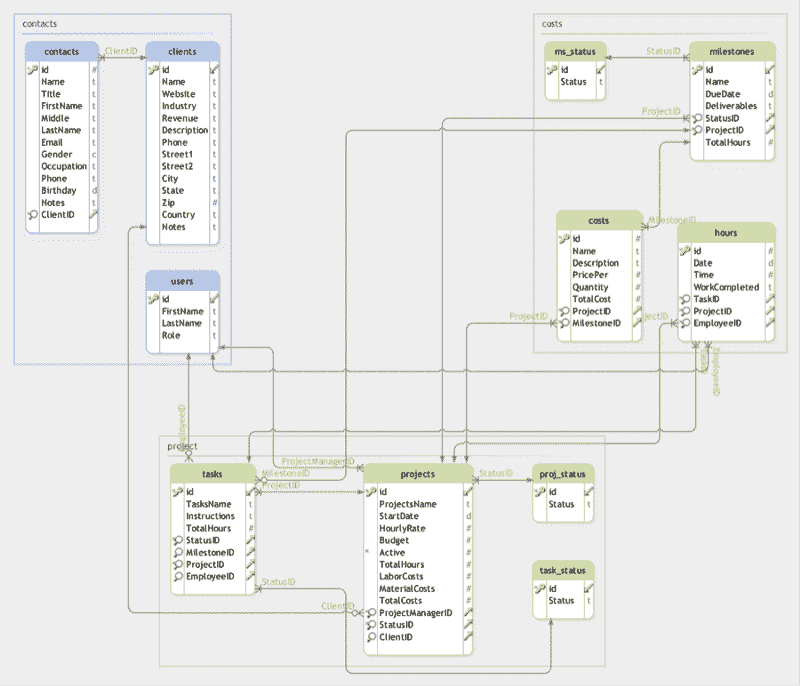 contacts
contacts
id #
Name t
Title t
FirstName t
Middle t
LastName t
Email t
Gender c
Occupation t
Phone t
Birthday d
Notes t
ClientID
ClientID
clients
id
Name t
Website t
Industry t
Revenue t
Description t
Phone t
Street1 t
Street2 t
City t
State t
Zip #
Country t
Notes t
users
id
FirstName t
LastName t
Role t
costs
ms_status
id
Status t
StatusID
milestones
id
Name t
DueDate d
Deliverables t
StatusID
ProjectID
TotalHours #
ProjectID
costs
id #
Name t
Description t
PricePer #
Quantity #
TotalCost #
ProjectID
MilestoneID
MilestoneID
hours
id #
Date d
Time #
WorkCompleted t
TaskID
ProjectID
EmployeeID
ProjectID
EmployeeID
project
tasks
id
TasksName t
Instructions t
TotalHours #
StatusID
MilestoneID
ProjectID
EmployeeID
ProjectManagerID
MilestoneID
ProjectID
StatusID
ClientID
projects
id
ProjectsName t
StartDate d
HourlyRate #
Budget #
* Active #
TotalHours #
LaborCosts #
MaterialCosts #
TotalCosts #
ProjectManagerID
StatusID
ClientID
StatusID
proj_status
id
Status t
task_status
id
Status t